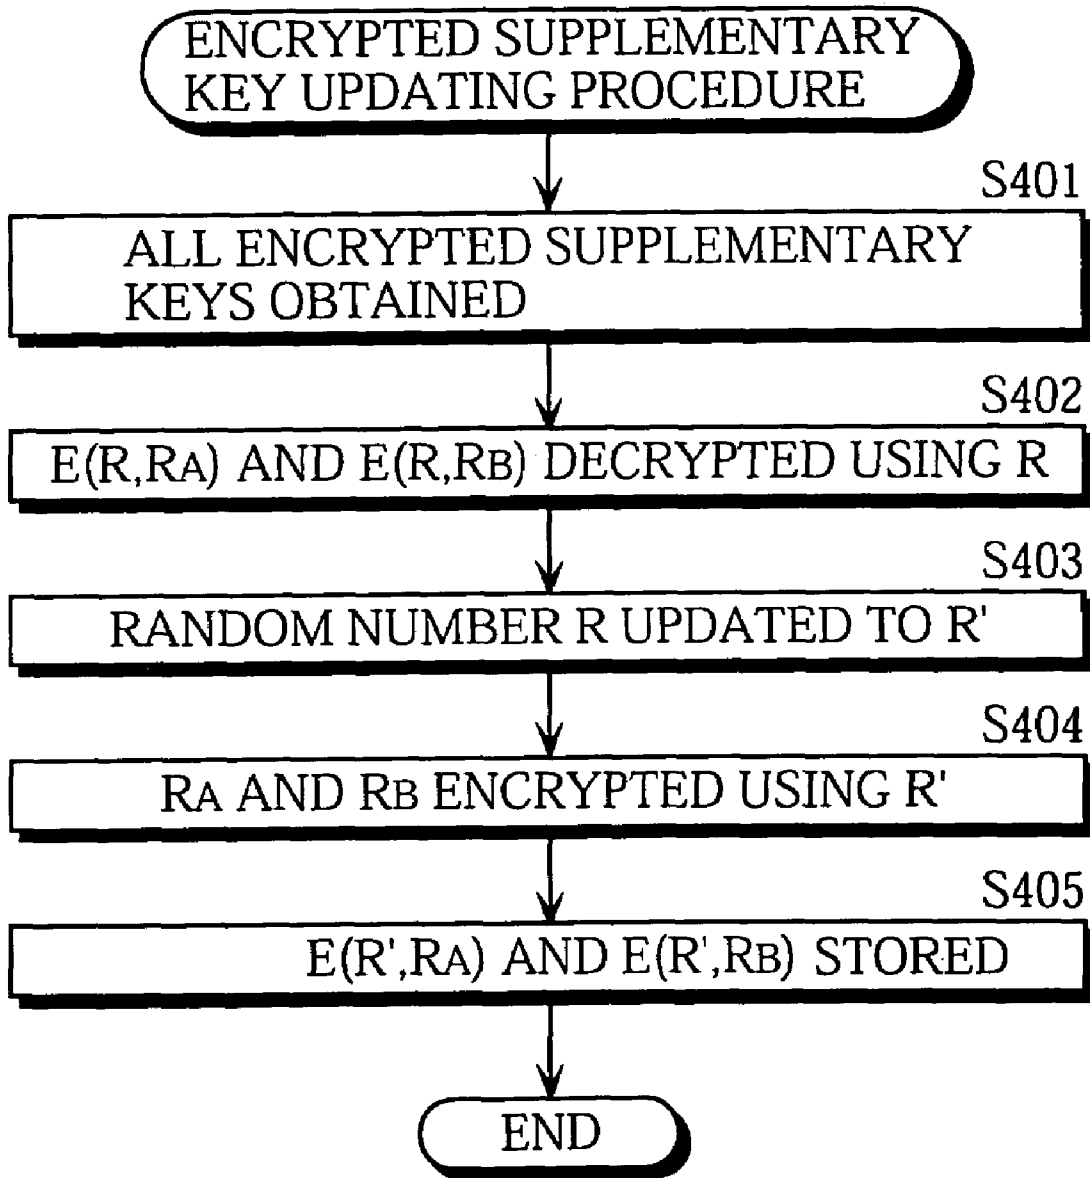 ENCRYPTED SUPPLEMENTARY
KEY UPDATING PROCEDURE
S401
ALL ENCRYPTED SUPPLEMENTARY
KEYS OBTAINED
S402
E(R,RA) AND E(R,RB) DECRYPTED USING R
S403
RANDOM NUMBER R UPDATED TO R'
S404
RA AND RB ENCRYPTED USING R'
S405
E(R',RA) AND E(R',RB) STORED
END